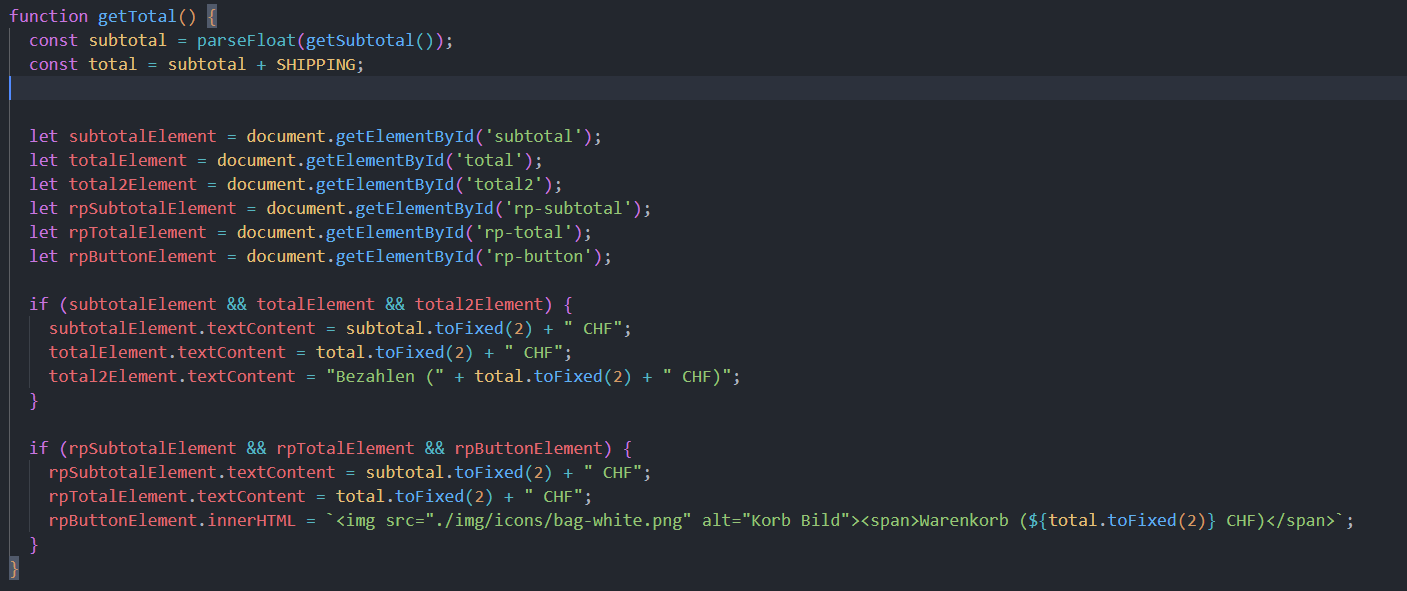 function getTotal() {
  const subtotal = parseFloat(getSubtotal());
  const total = subtotal + SHIPPING;

  let subtotalElement = document.getElementById('subtotal');
  let totalElement = document.getElementById('total');
  let total2Element = document.getElementById('total2');
  let rpSubtotalElement = document.getElementById('rp-subtotal');
  let rpTotalElement = document.getElementById('rp-total');
  let rpButtonElement = document.getElementById('rp-button');

  if (subtotalElement && totalElement && total2Element) {
    subtotalElement.textContent = subtotal.toFixed(2) + " CHF";
    totalElement.textContent = total.toFixed(2) + " CHF";
    total2Element.textContent = "Bezahlen (" + total.toFixed(2) + " CHF)";
  }

  if (rpSubtotalElement && rpTotalElement && rpButtonElement) {
    rpSubtotalElement.textContent = subtotal.toFixed(2) + " CHF";
    rpTotalElement.textContent = total.toFixed(2) + " CHF";
    rpButtonElement.innerHTML = `<img src="./img/icons/bag-white.png" alt="Korb Bild"><span>Warenkorb (${total.toFixed(2)} CHF)</span>`;
  }
}